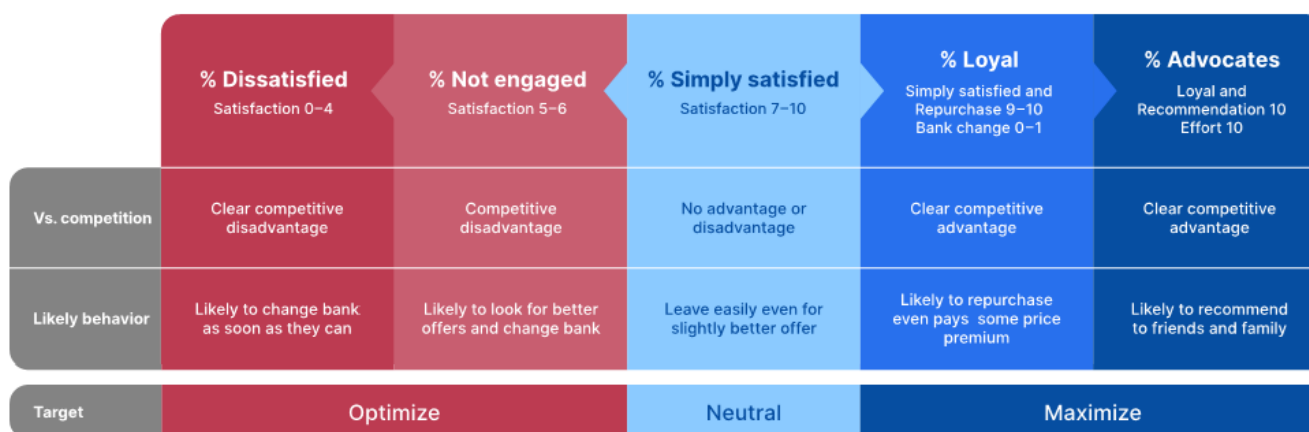 % Dissatisfied
Satisfaction 0–4
% Not engaged
Satisfaction 5–6
% Simply satisfied
Satisfaction 7–10
% Loyal
Simply satisfied and
Repurchase 9–10
Bank change 0–1
% Advocates
Loyal and
Recommendation 10
Effort 10
Vs. competition
Clear competitive
disadvantage
Competitive
disadvantage
No advantage or
disadvantage
Clear competitive
advantage
Clear competitive
advantage
Likely behavior
Likely to change bank
as soon as they can
Likely to look for better
offers and change bank
Leave easily even for
slightly better offer
Likely to repurchase
even pays some price
premium
Likely to recommend
to friends and family
Target
Optimize
Neutral
Maximize